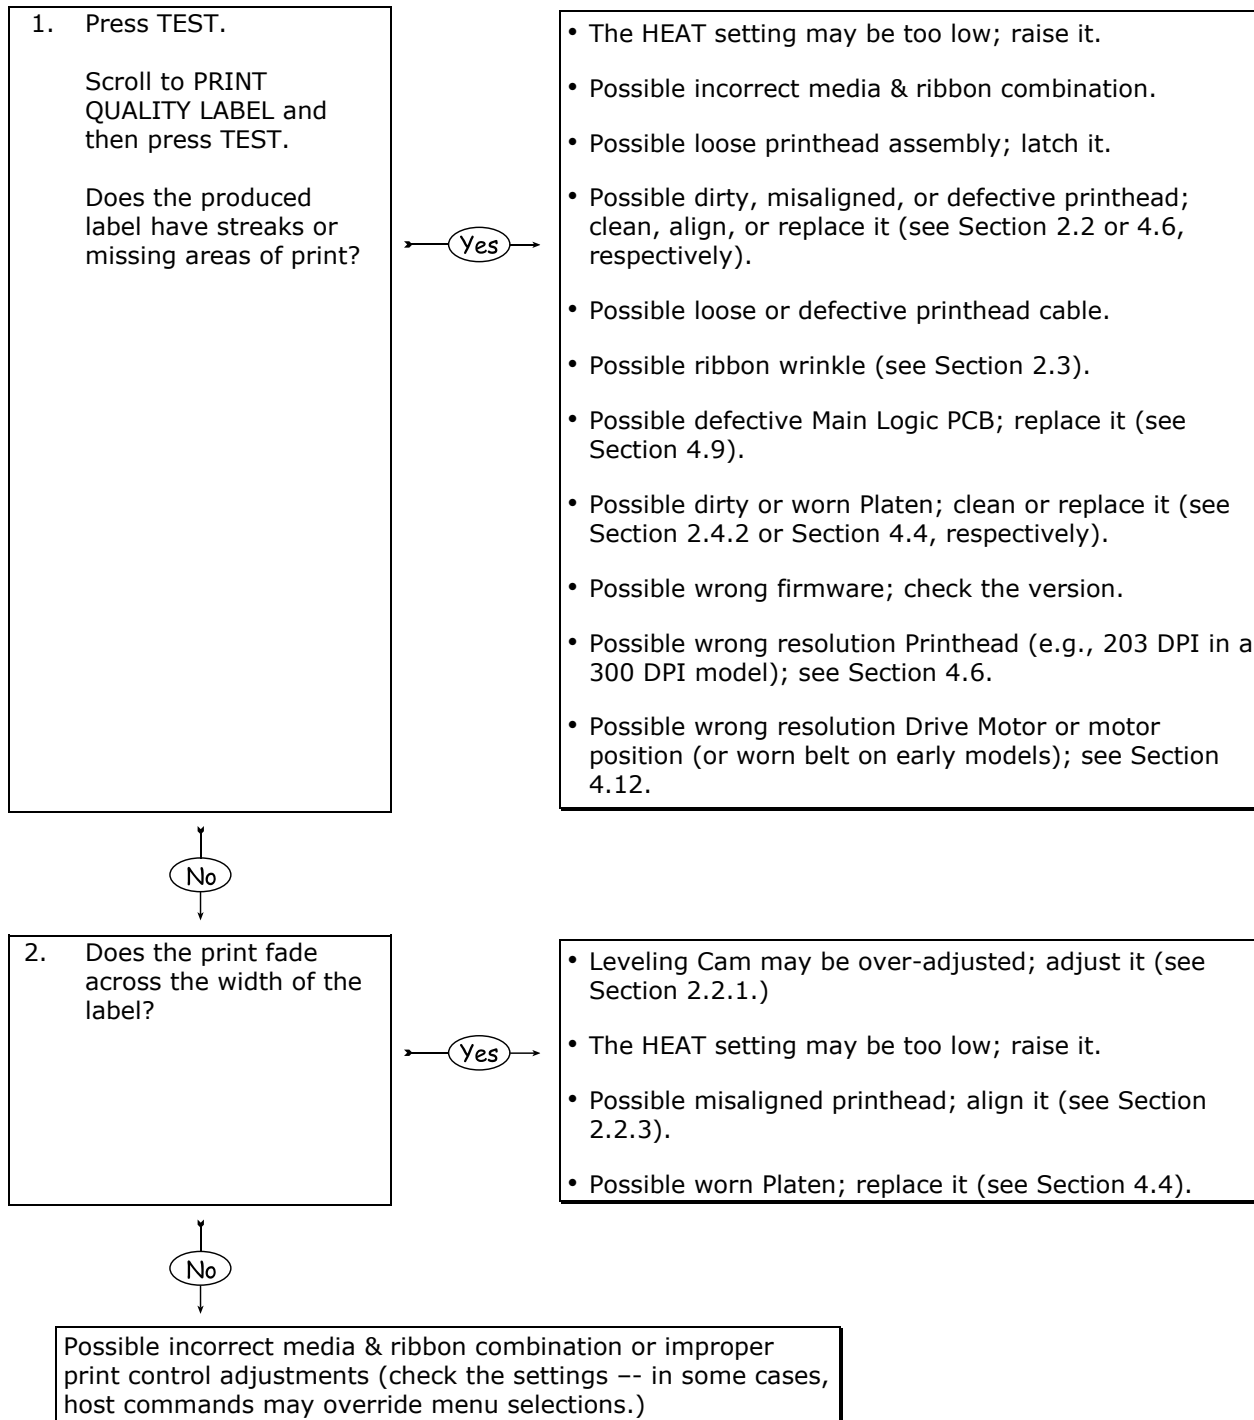 1. Press TEST.
Scroll to PRINT
QUALITY LABEL and
then press TEST.
Does the produced
label have streaks or
missing areas of print?
Yes
• The HEAT setting may be too low; raise it.
• Possible incorrect media & ribbon combination.
• Possible loose printhead assembly; latch it.
• Possible dirty, misaligned, or defective printhead;
clean, align, or replace it (see Section 2.2 or 4.6,
respectively).
• Possible loose or defective printhead cable.
• Possible ribbon wrinkle (see Section 2.3).
• Possible defective Main Logic PCB; replace it (see
Section 4.9).
• Possible dirty or worn Platen; clean or replace it (see
Section 2.4.2 or Section 4.4, respectively).
• Possible wrong firmware; check the version.
• Possible wrong resolution Printhead (e.g., 203 DPI in a
300 DPI model); see Section 4.6.
• Possible wrong resolution Drive Motor or motor
position (or worn belt on early models); see Section
4.12.
No
2. Does the print fade
across the width of the
label?
Yes
• Leveling Cam may be over-adjusted; adjust it (see
Section 2.2.1.)
• The HEAT setting may be too low; raise it.
• Possible misaligned printhead; align it (see Section
2.2.3).
• Possible worn Platen; replace it (see Section 4.4).
No
Possible incorrect media & ribbon combination or improper
print control adjustments (check the settings –- in some cases,
host commands may override menu selections.)